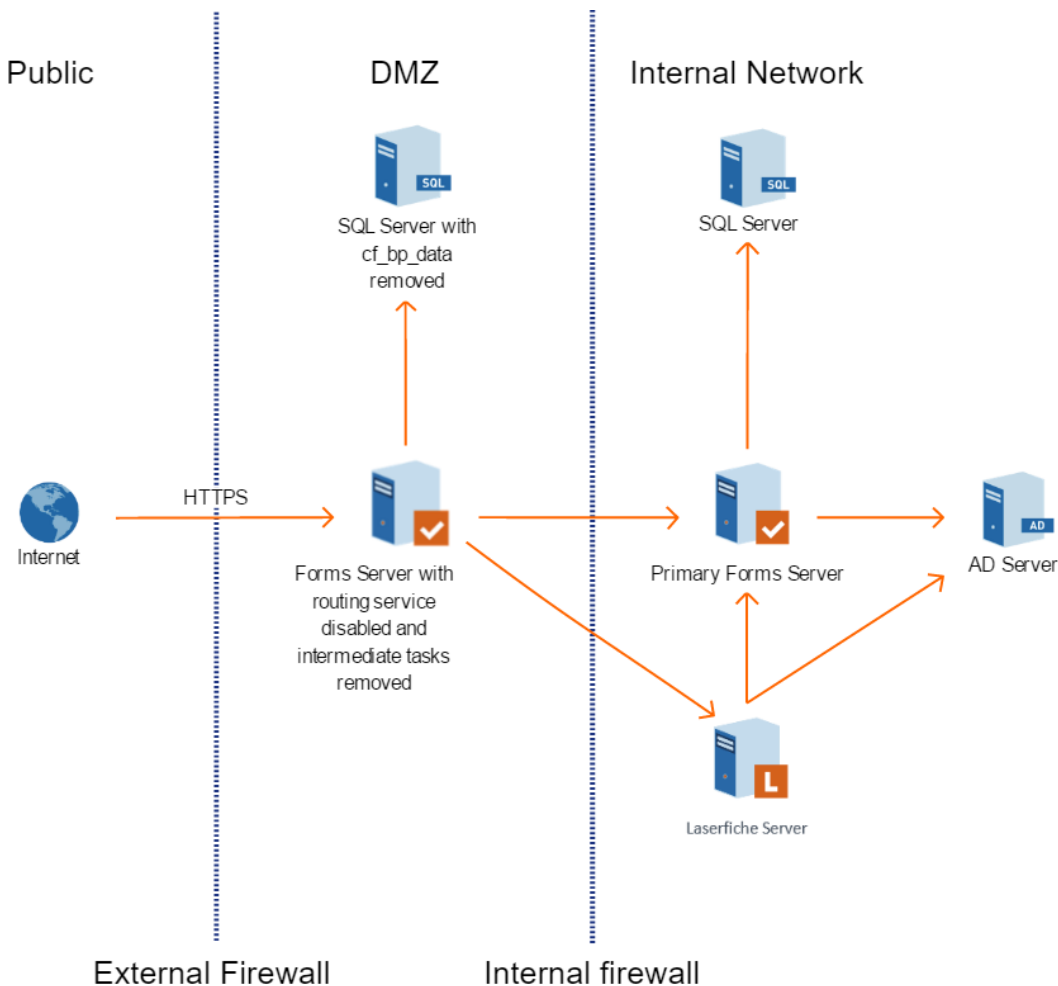 Public
DMZ
Internal Network
SQL
SQL
SQL Server with
cf_bp_data
removed
SQL Server
HTTPS
Internet
Forms Server with
routing service
disabled and
intermediate tasks
removed
Primary Forms Server
AD
AD Server
L
Laserfiche Server
External Firewall
Internal firewall